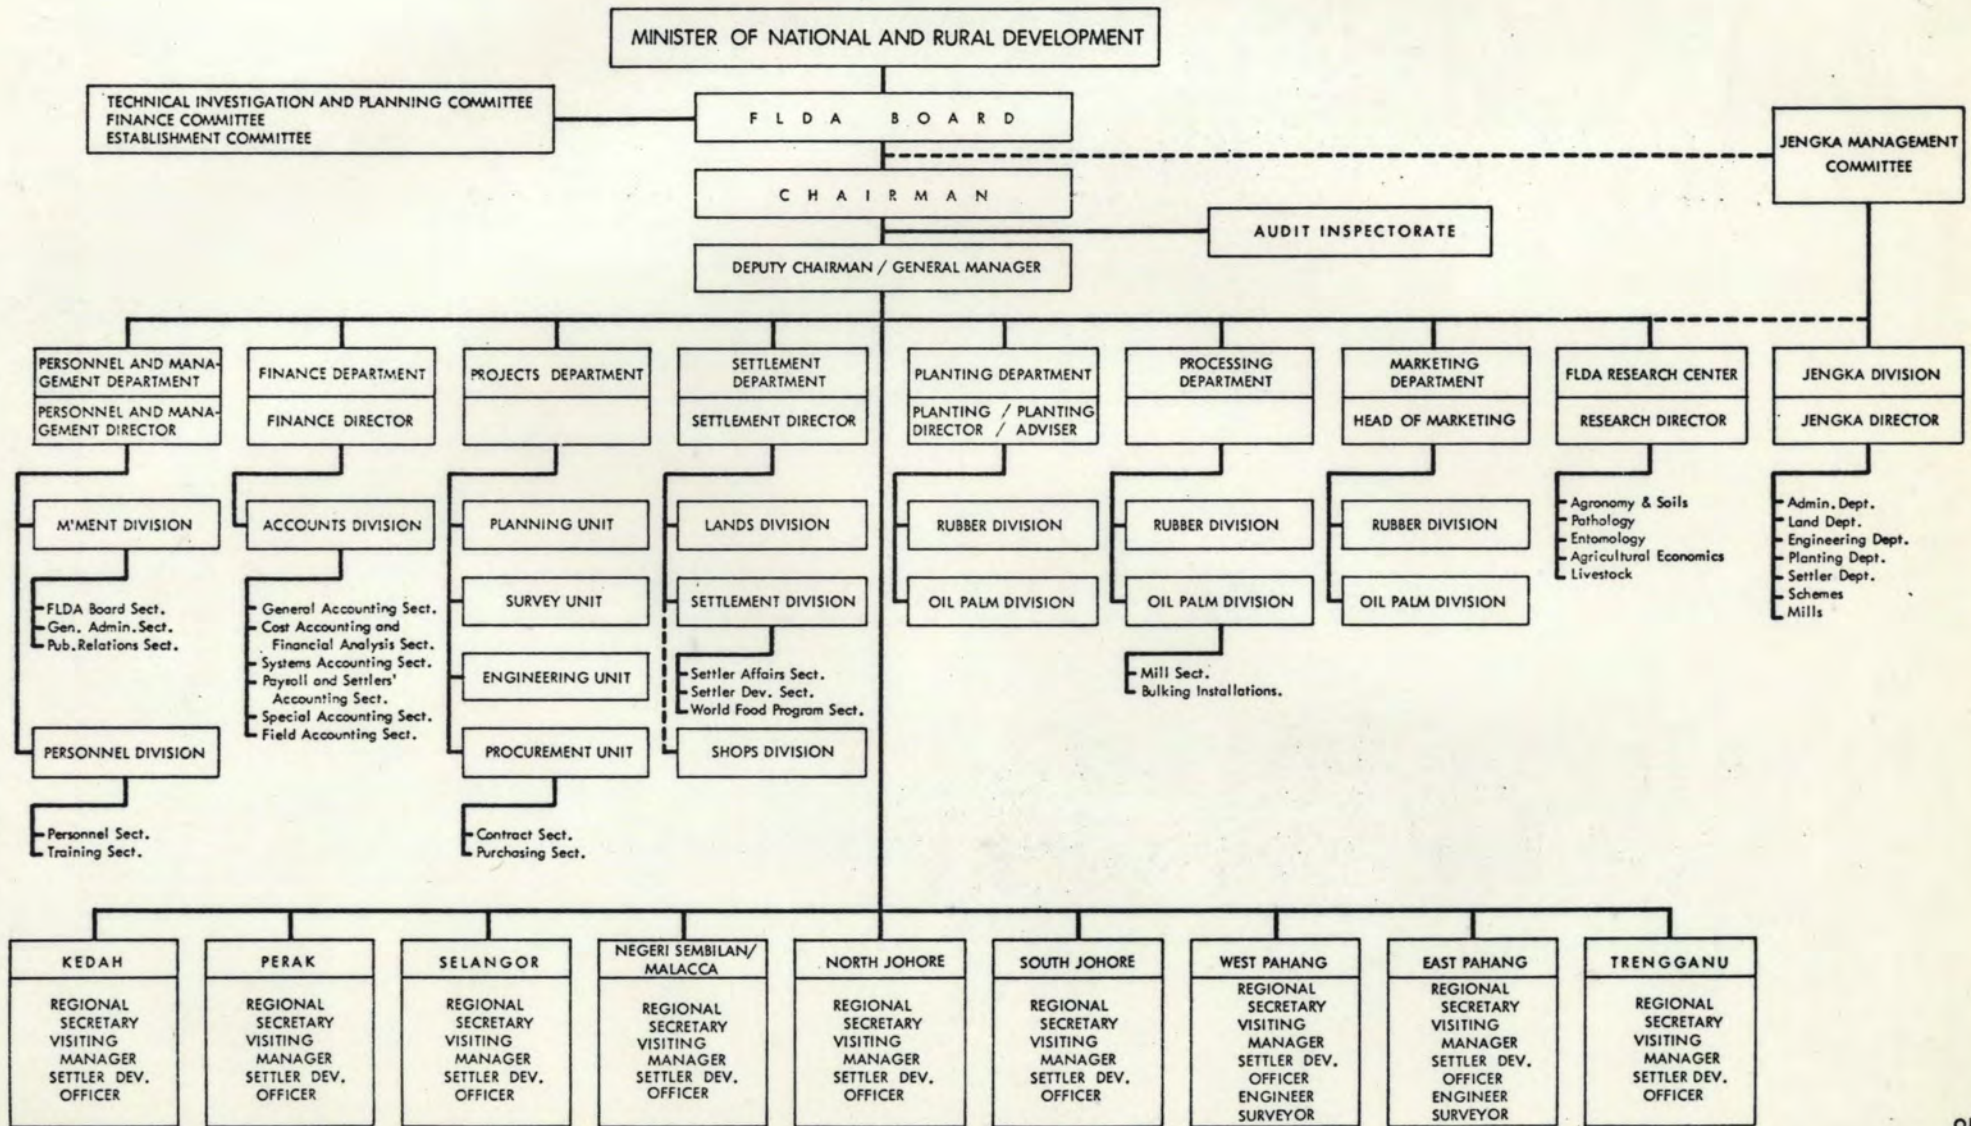 MINISTER OF NATIONAL AND RURAL DEVELOPMENT
TECHNICAL INVESTIGATION AND PLANNING COMMITTEE
FINANCE COMMITTEE
ESTABLISHMENT COMMITTEE
FLDA BOARD
JENGKA MANAGEMENT
COMMITTEE
CHAIRMAN
AUDIT INSPECTORATE
DEPUTY CHAIRMAN / GENERAL MANAGER
PERSONNEL AND MANA-
GEMENT DEPARTMENT
PERSONNEL AND MANA-
GEMENT DIRECTOR
M'MENT DIVISION
FLDA Board Sect.
Gen. Admin.Sect.
Pub.Relations Sect.
PERSONNEL DIVISION
Personnel Sect.
Training Sect.
FINANCE DEPARTMENT
FINANCE DIRECTOR
ACCOUNTS DIVISION
General Accounting Sect.
Cost Accounting and
Financial Analysis Sect.
Systems Accounting Sect.
Payroll and Settlers'
Accounting Sect.
Special Accounting Sect.
Field Accounting Sect.
PROJECTS DEPARTMENT
PLANNING UNIT
SURVEY UNIT
ENGINEERING UNIT
PROCUREMENT UNIT
Contract Sect.
Purchasing Sect.
SETTLEMENT
DEPARTMENT
SETTLEMENT DIRECTOR
LANDS DIVISION
SETTLEMENT DIVISION
Settler Affairs Sect.
Settler Dev. Sect.
World Food Program Sect.
SHOPS DIVISION
PLANTING DEPARTMENT
PLANTING / PLANTING
DIRECTOR / ADVISER
RUBBER DIVISION
OIL PALM DIVISION
PROCESSING
DEPARTMENT
RUBBER DIVISION
OIL PALM DIVISION
Mill Sect.
Bulking Installations.
MARKETING
DEPARTMENT
HEAD OF MARKETING
RUBBER DIVISION
OIL PALM DIVISION
FLDA RESEARCH CENTER
RESEARCH DIRECTOR
Agronomy & Soils
Pathology
Entomology
Agricultural Economics
Livestock
JENGKA DIVISION
JENGKA DIRECTOR
Admin. Dept.
Land Dept.
Engineering Dept.
Planting Dept.
Settler Dept.
Schemes
Mills
KEDAH
REGIONAL
SECRETARY
VISITING
MANAGER
SETTLER DEV.
OFFICER
PERAK
REGIONAL
SECRETARY
VISITING
MANAGER
SETTLER DEV.
OFFICER
SELANGOR
REGIONAL
SECRETARY
VISITING
MANAGER
SETTLER DEV.
OFFICER
NEGERI SEMBILAN/
MALACCA
REGIONAL
SECRETARY
VISITING
MANAGER
SETTLER DEV.
OFFICER
NORTH JOHORE
REGIONAL
SECRETARY
VISITING
MANAGER
SETTLER DEV.
OFFICER
SOUTH JOHORE
REGIONAL
SECRETARY
VISITING
MANAGER
SETTLER DEV.
OFFICER
WEST PAHANG
REGIONAL
SECRETARY
VISITING
MANAGER
SETTLER DEV.
OFFICER
ENGINEER
SURVEYOR
EAST PAHANG
REGIONAL
SECRETARY
VISITING
MANAGER
SETTLER DEV.
OFFICER
ENGINEER
SURVEYOR
TRENGGANU
REGIONAL
SECRETARY
VISITING
MANAGER
SETTLER DEV.
OFFICER